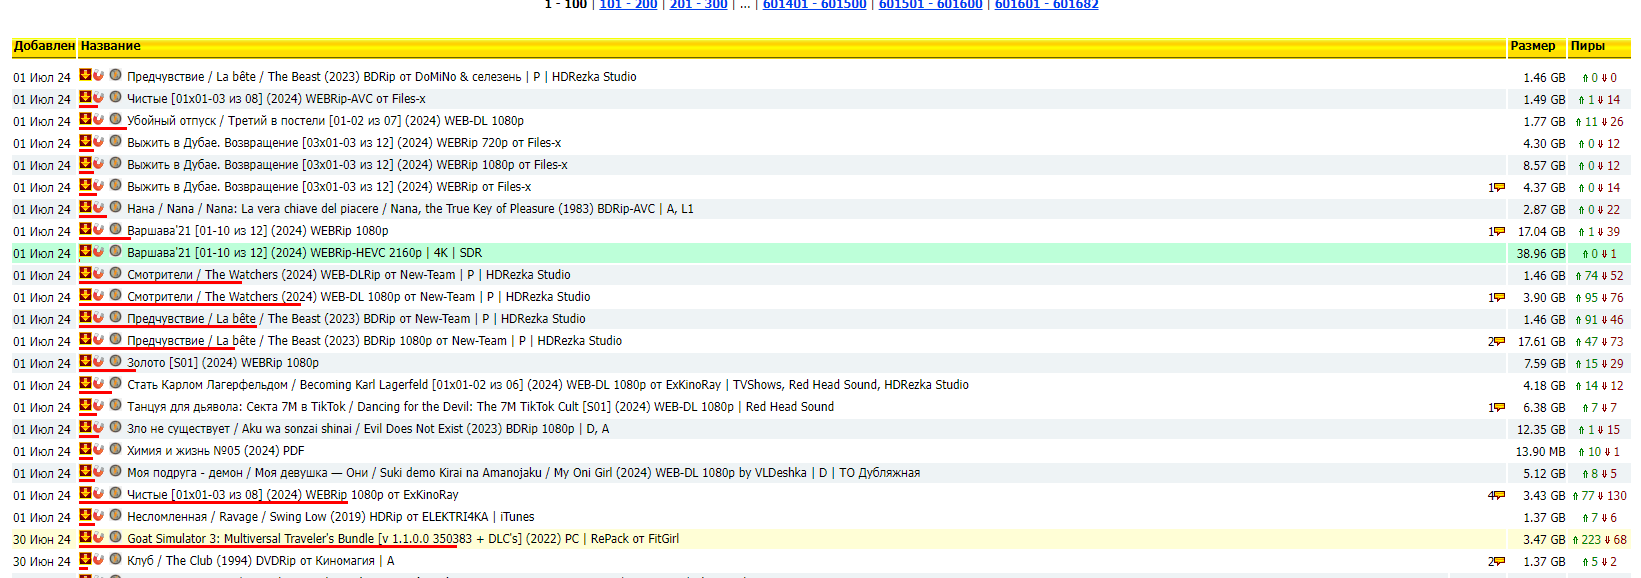 1 - 100 | 101 - 200 | 201 - 300 | ... | 601401 - 601500 | 601501 - 601600 | 601601 - 601682
Добавлен Название Размер Пиры
01 Июл 24 Предчувствие / La bête / The Beast (2023) BDRip от DoMiNo & селезень | P | HDRezka Studio 1.46 GB 0 0
01 Июл 24 Чистые [01x01-03 из 08] (2024) WEBRip-AVC от Files-x 1.49 GB 1 14
01 Июл 24 Убойный отпуск / Третий в постели [01-02 из 07] (2024) WEB-DL 1080p 1.77 GB 11 26
01 Июл 24 Выжить в Дубае. Возвращение [03x01-03 из 12] (2024) WEBRip 720p от Files-x 4.30 GB 0 12
01 Июл 24 Выжить в Дубае. Возвращение [03x01-03 из 12] (2024) WEBRip 1080p от Files-x 8.57 GB 0 12
01 Июл 24 Выжить в Дубае. Возвращение [03x01-03 из 12] (2024) WEBRip от Files-x 1 4.37 GB 0 14
01 Июл 24 Нана / Nana / Nana: La vera chiave del piacere / Nana, the True Key of Pleasure (1983) BDRip-AVC | A, L1 2.87 GB 0 22
01 Июл 24 Варшава'21 [01-10 из 12] (2024) WEBRip 1080p 1 17.04 GB 1 39
01 Июл 24 Варшава'21 [01-10 из 12] (2024) WEBRip-HEVC 2160p | 4K | SDR 38.96 GB 0 1
01 Июл 24 Смотрители / The Watchers (2024) WEB-DLRip от New-Team | P | HDRezka Studio 1.46 GB 74 52
01 Июл 24 Смотрители / The Watchers (2024) WEB-DL 1080p от New-Team | P | HDRezka Studio 1 3.90 GB 95 76
01 Июл 24 Предчувствие / La bête / The Beast (2023) BDRip от New-Team | P | HDRezka Studio 1.46 GB 91 46
01 Июл 24 Предчувствие / La bête / The Beast (2023) BDRip 1080p от New-Team | P | HDRezka Studio 2 17.61 GB 47 73
01 Июл 24 Золото [S01] (2024) WEBRip 1080p 7.59 GB 15 29
01 Июл 24 Стать Карлом Лагерфельдом / Becoming Karl Lagerfeld [01x01-02 из 06] (2024) WEB-DL 1080p от ExKinoRay | TVShows, Red Head Sound, HDRezka Studio 4.18 GB 14 12
01 Июл 24 Танцуя для дьявола: Секта 7M в TikTok / Dancing for the Devil: The 7M TikTok Cult [S01] (2024) WEB-DL 1080p | Red Head Sound 1 6.38 GB 7 7
01 Июл 24 Зло не существует / Aku wa sonzai shinai / Evil Does Not Exist (2023) BDRip 1080p | D, A 12.35 GB 1 15
01 Июл 24 Химия и жизнь №05 (2024) PDF 13.90 MB 10 1
01 Июл 24 Моя подруга - демон / Моя девушка — Они / Suki demo Kirai na Amanojaku / My Oni Girl (2024) WEB-DL 1080p by VLDeshka | D | ТО Дубляжная 5.12 GB 8 5
01 Июл 24 Чистые [01x01-03 из 08] (2024) WEBRip 1080p от ExKinoRay 4 3.43 GB 77 130
01 Июл 24 Несломленная / Ravage / Swing Low (2019) HDRip от ELEKTRI4KA | iTunes 1.37 GB 7 6
30 Июн 24 Goat Simulator 3: Multiversal Traveler's Bundle [v 1.1.0.0 350383 + DLC's] (2022) PC | RePack от FitGirl 3.47 GB 223 68
30 Июн 24 Клуб / The Club (1994) DVDRip от Киномагия | A 2 1.37 GB 5 2